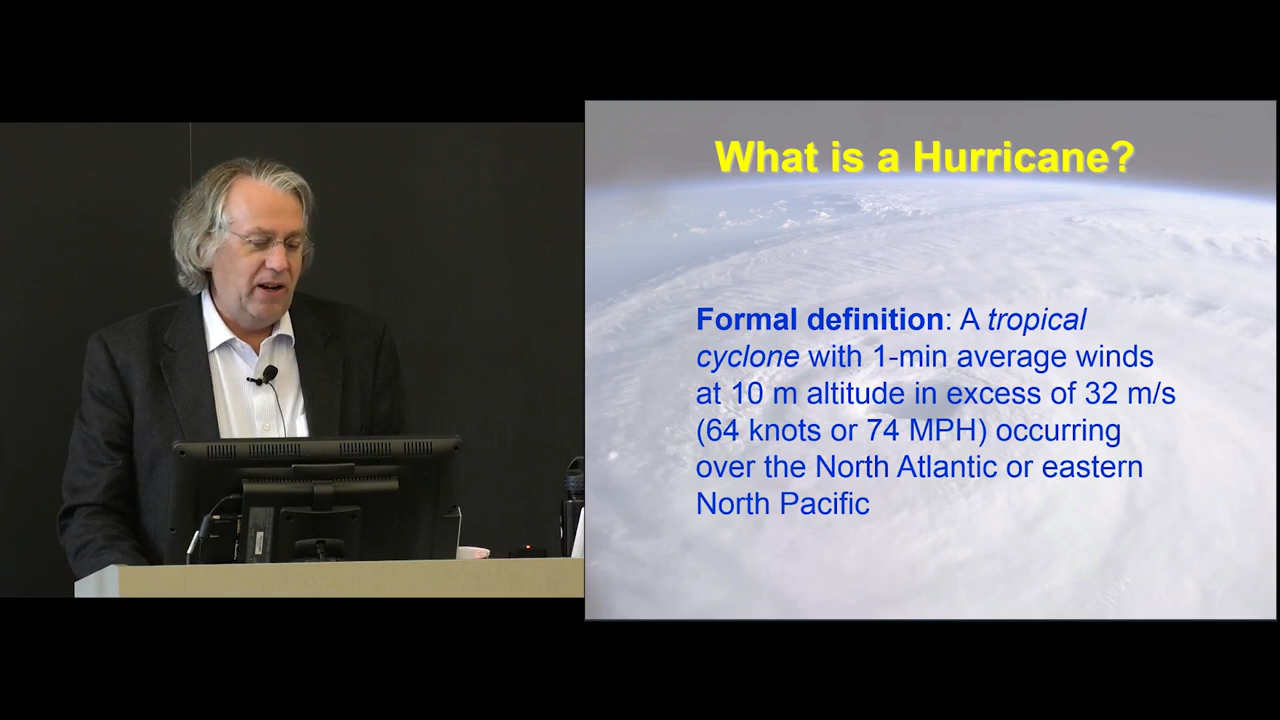 What is a Hurricane?
Formal definition: A tropical
cyclone with 1-min average winds
at 10 m altitude in excess of 32 m/s
(64 knots or 74 MPH) occurring
over the North Atlantic or eastern
North Pacific